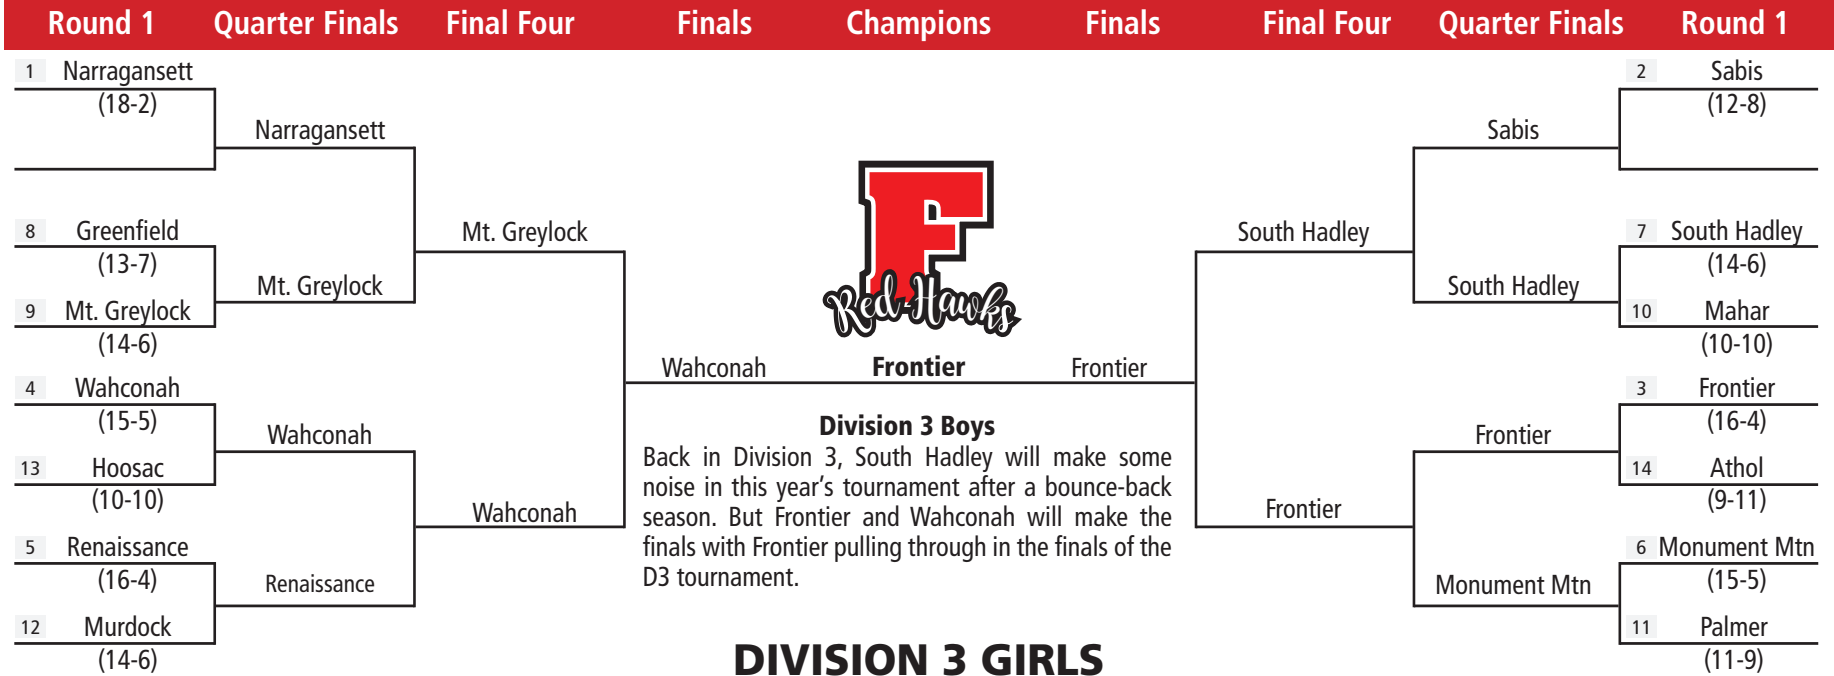 Round 1 Quarter Finals Final Four Finals Champions Finals Final Four Quarter Finals Round 1
1 Narragansett
(18-2)
Narragansett
8 Greenfield
(13-7)
Mt. Greylock
Mt. Greylock
9 Mt. Greylock
(14-6)
4 Wahconah
(15-5)
Wahconah
13 Hoosac
(10-10)
Wahconah
5 Renaissance
(16-4)
Renaissance
12 Murdock
(14-6)
Wahconah
F
Red Hawks
Frontier
Frontier
Division 3 Boys
Back in Division 3, South Hadley will make some
noise in this year's tournament after a bounce-back
season. But Frontier and Wahconah will make the
finals with Frontier pulling through in the finals of the
D3 tournament.
2 Sabis
(12-8)
Sabis
7 South Hadley
(14-6)
South Hadley
South Hadley
10 Mahar
(10-10)
3 Frontier
(16-4)
Frontier
14 Athol
(9-11)
Frontier
6 Monument Mtn
(15-5)
Monument Mtn
11 Palmer
(11-9)
DIVISION 3 GIRLS